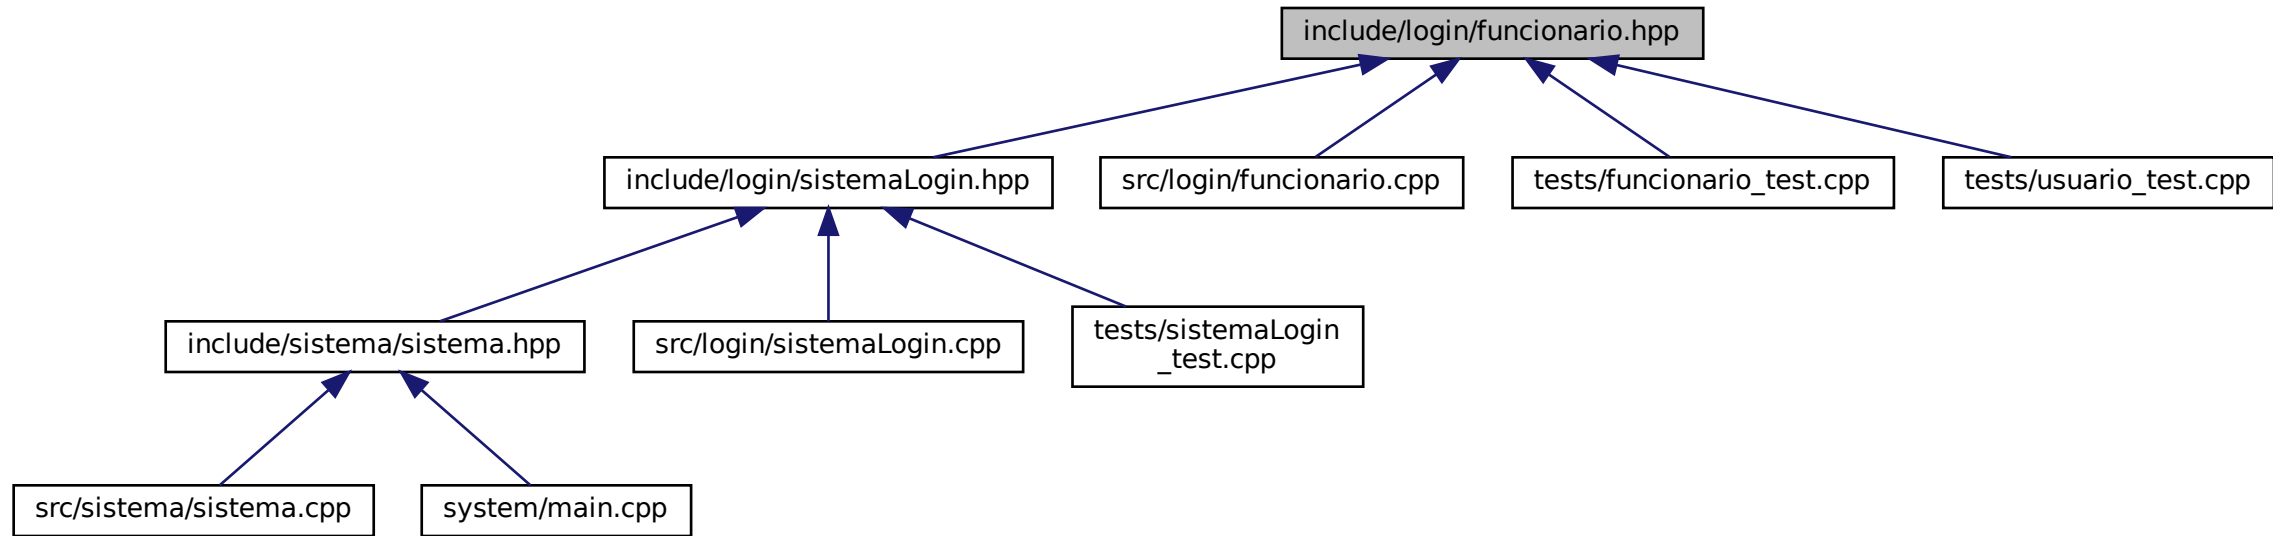 include/login/funcionario.hpp
include/login/sistemaLogin.hpp
src/login/funcionario.cpp
tests/funcionario_test.cpp
tests/usuario_test.cpp
include/sistema/sistema.hpp
src/login/sistemaLogin.cpp
tests/sistemaLogin
_test.cpp
src/sistema/sistema.cpp
system/main.cpp